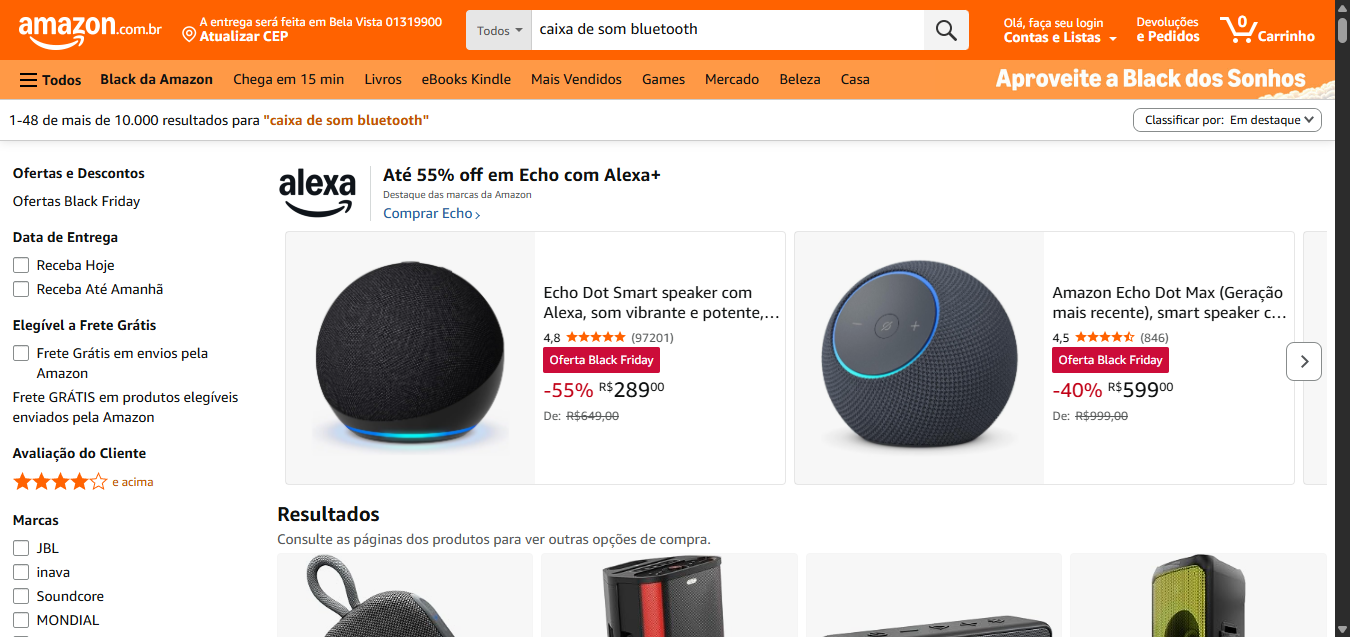 amazon.com.br
A entrega será feita em Bela Vista 01319900
Atualizar CEP
Todos
caixa de som bluetooth
Olá, faça seu login
Contas e Listas
Devoluções
e Pedidos
0
Carrinho
Todos
Black da Amazon
Chega em 15 min
Livros
eBooks Kindle
Mais Vendidos
Games
Mercado
Beleza
Casa
Aproveite a Black dos Sonhos
1-48 de mais de 10.000 resultados para "caixa de som bluetooth"
Classificar por: Em destaque
Ofertas e Descontos
Ofertas Black Friday
Data de Entrega
Receba Hoje
Receba Até Amanhã
Elegível a Frete Grátis
Frete Grátis em envios pela
Amazon
Frete GRÁTIS em produtos elegíveis
enviados pela Amazon
Avaliação do Cliente
e acima
Marcas
JBL
inava
Soundcore
MONDIAL
alexa
Até 55% off em Echo com Alexa+
Destaque das marcas da Amazon
Comprar Echo ›
Echo Dot Smart speaker com
Alexa, som vibrante e potente,…
4,8 (97201)
Oferta Black Friday
-55% R$28900
De: R$649,00
Amazon Echo Dot Max (Geração
mais recente), smart speaker c…
4,5 (846)
Oferta Black Friday
-40% R$59900
De: R$999,00
Resultados
Consulte as páginas dos produtos para ver outras opções de compra.